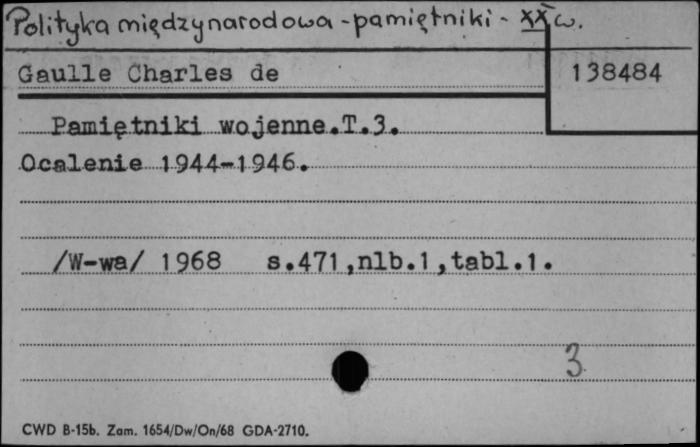 Polityka międzynarodowa - pamiętniki - XX w.
Gaulle Charles de
138484
Pamiętniki wojenne.T.3.
Ocalenie 1944-1946.
/W-wa/ 1968 s.471,nlb.1,tabl.1.
3
CWD B-15b. Zam. 1654/Dw/On/68 GDA-2710.